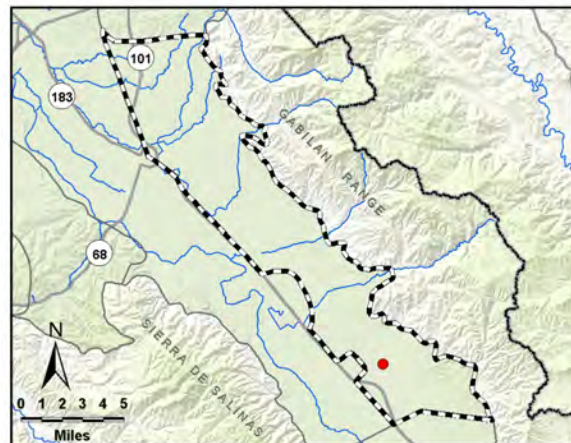 101
183
GABILAN RANGE
68
SIERRA DE SALINAS
N
0 1 2 3 4 5
Miles